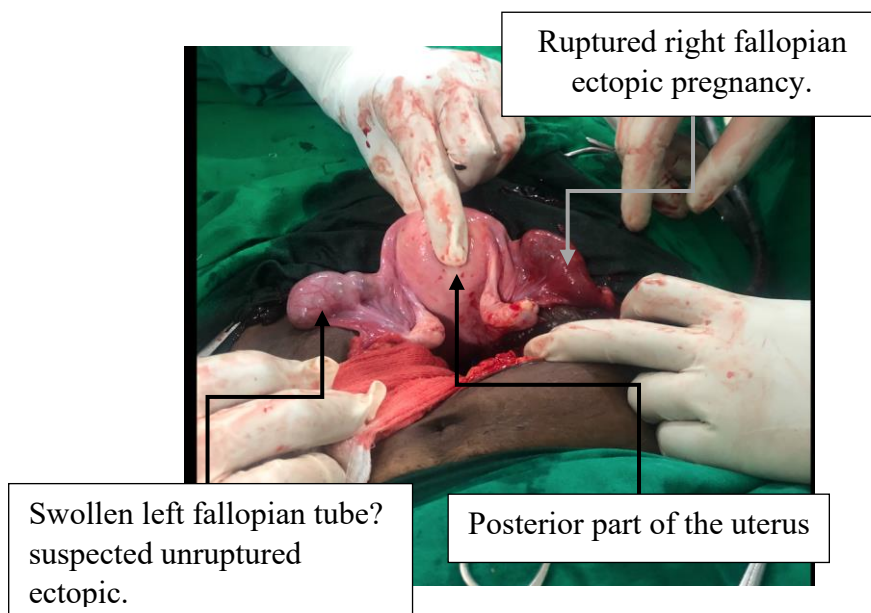 Ruptured right fallopian
ectopic pregnancy.
Swollen left fallopian tube?
suspected unruptured
ectopic.
Posterior part of the uterus